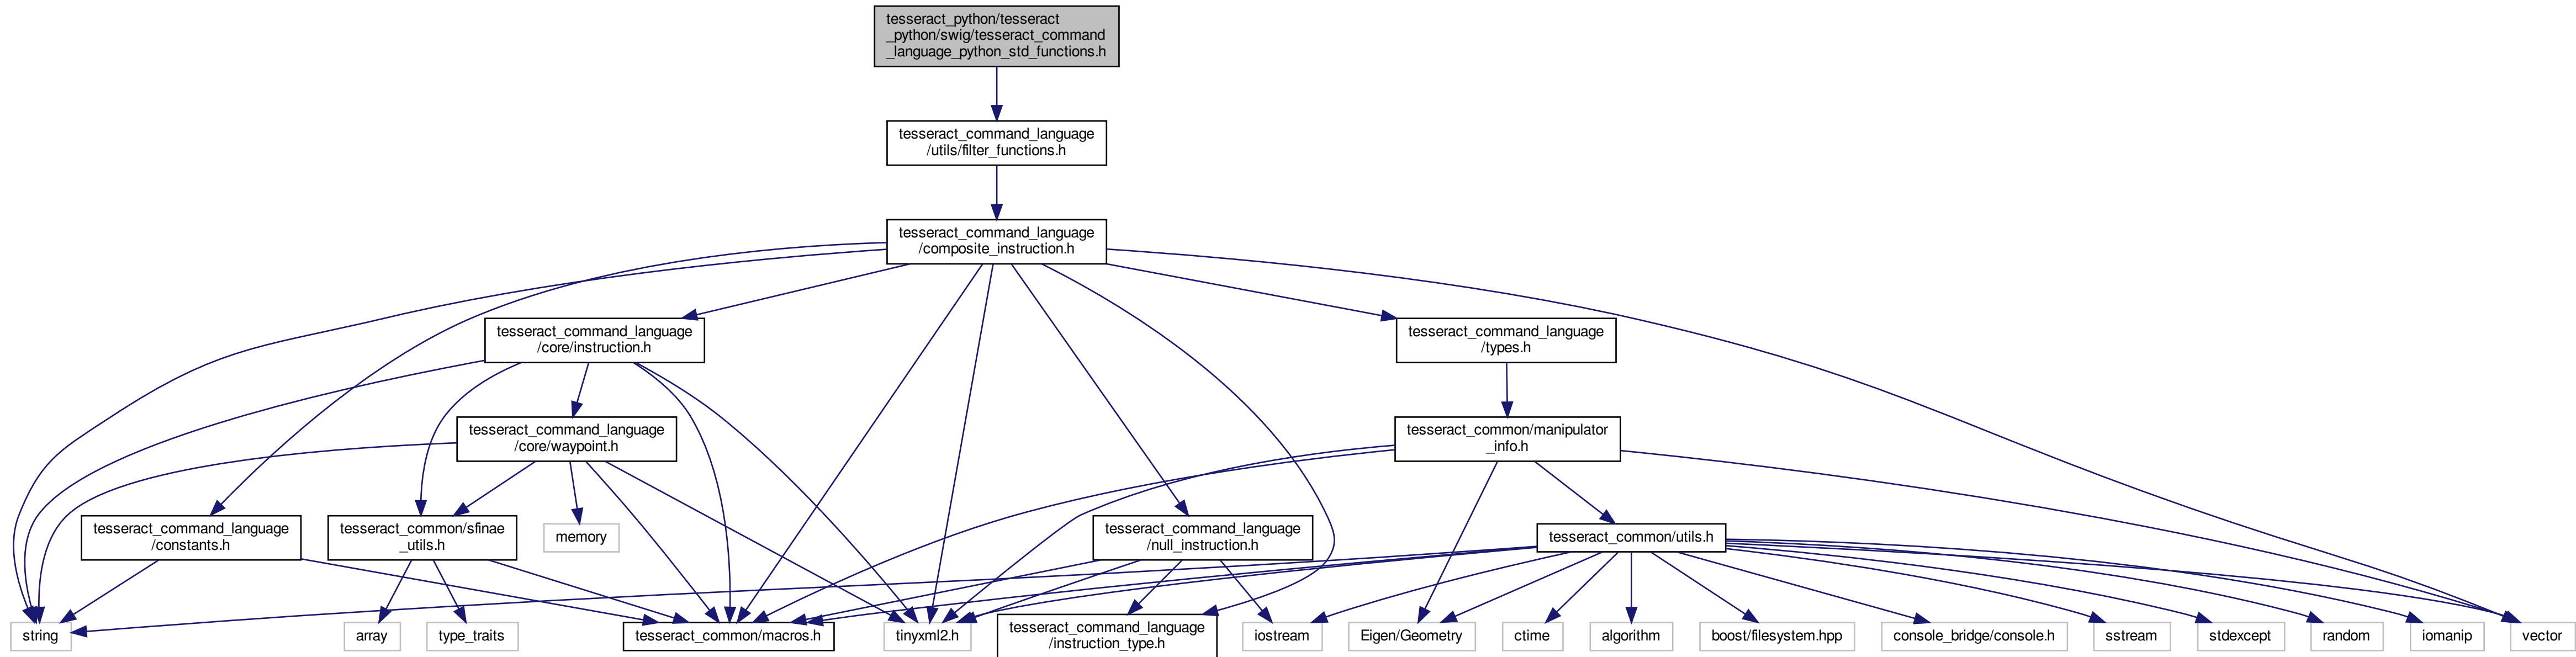 tesseract_python/tesseract
_python/swig/tesseract_command
_language_python_std_functions.h
tesseract_command_language
/utils/filter_functions.h
tesseract_command_language
/composite_instruction.h
tesseract_command_language
/core/instruction.h
tesseract_command_language
/types.h
tesseract_command_language
/core/waypoint.h
tesseract_common/manipulator
_info.h
tesseract_command_language
/constants.h
tesseract_common/sfinae
_utils.h
memory
tesseract_command_language
/null_instruction.h
tesseract_common/utils.h
string
array
type_traits
tesseract_common/macros.h
tinyxml2.h
tesseract_command_language
/instruction_type.h
iostream
Eigen/Geometry
ctime
algorithm
boost/filesystem.hpp
console_bridge/console.h
sstream
stdexcept
random
iomanip
vector